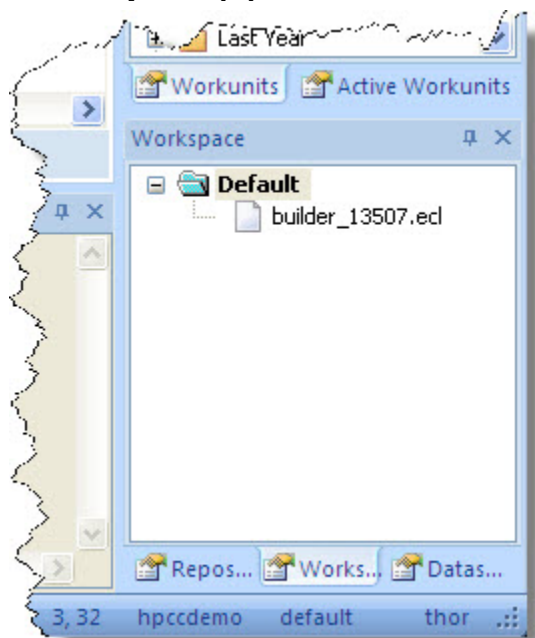 Last Year
Workunits Active Workunits
Workspace
Default
builder_13507.ecl
Repos... Works... Datas...
3, 32 hpccdemo default thor